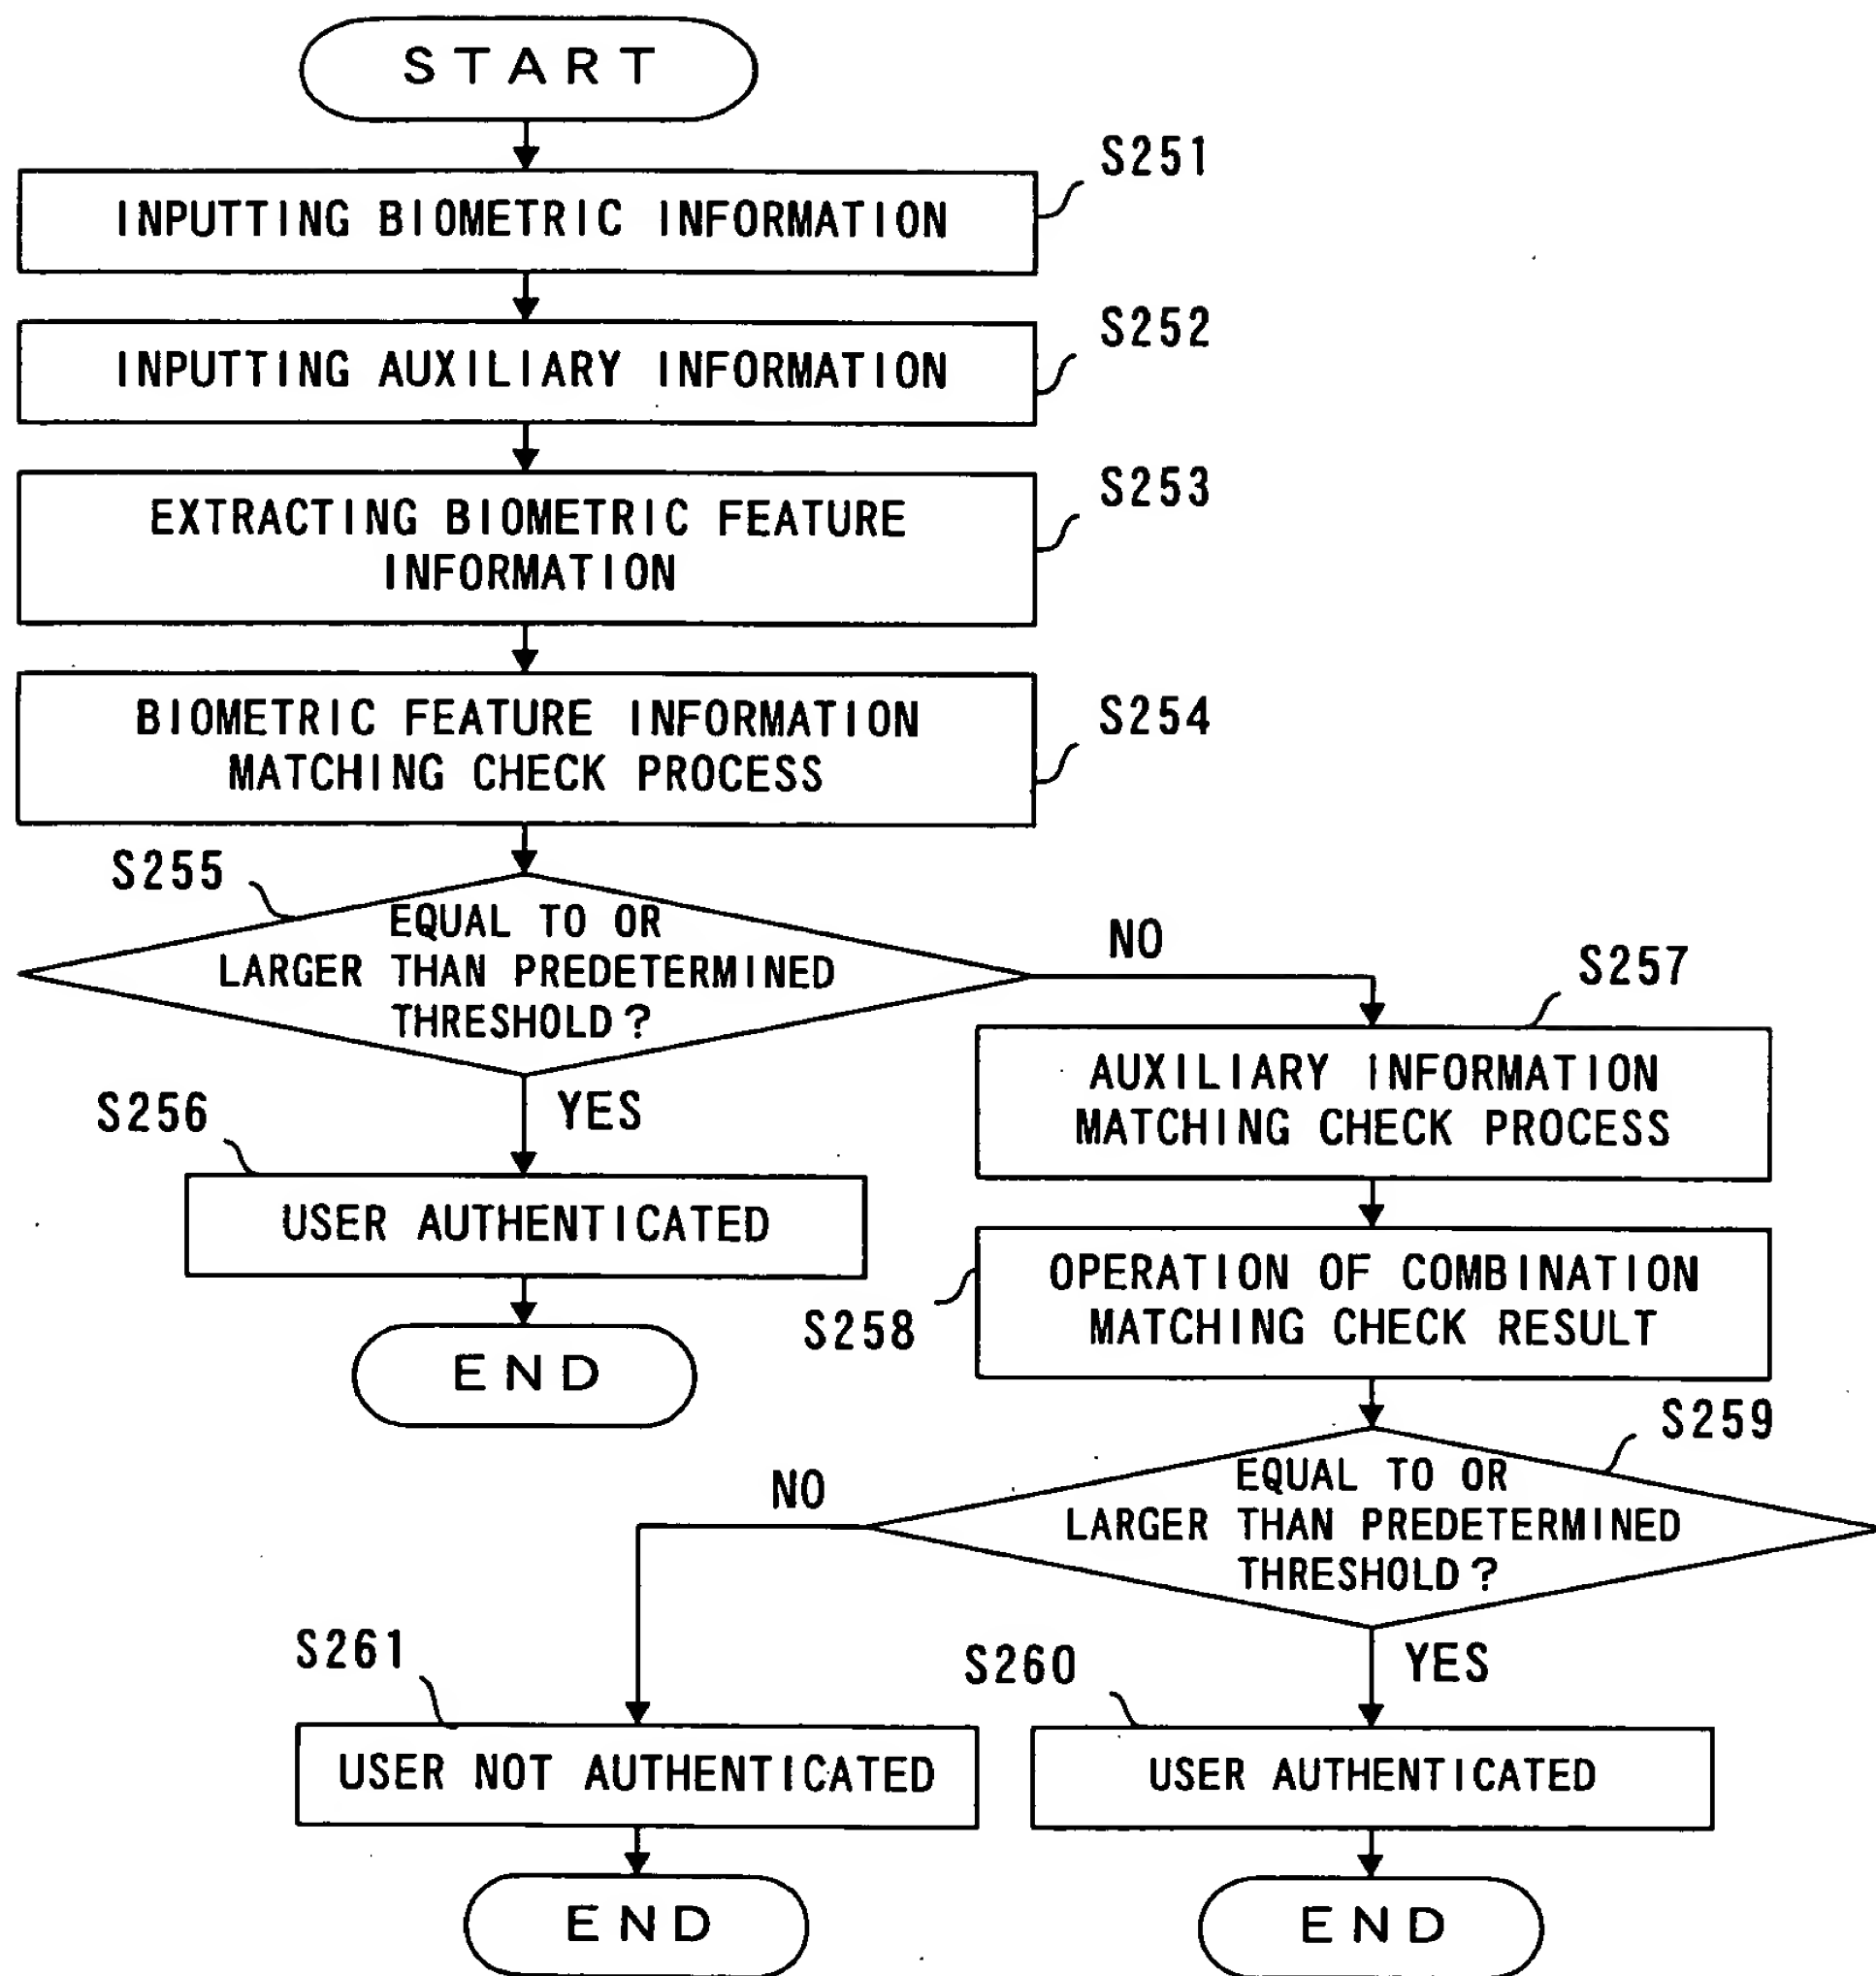 START
S251
INPUTTING BIOMETRIC INFORMATION
S252
INPUTTING AUXILIARY INFORMATION
S253
EXTRACTING BIOMETRIC FEATURE
INFORMATION
S254
BIOMETRIC FEATURE INFORMATION
MATCHING CHECK PROCESS
S255
EQUAL TO OR
LARGER THAN PREDETERMINED
THRESHOLD?
NO
YES
S256
USER AUTHENTICATED
END
S257
AUXILIARY INFORMATION
MATCHING CHECK PROCESS
S258
OPERATION OF COMBINATION
MATCHING CHECK RESULT
S259
EQUAL TO OR
LARGER THAN PREDETERMINED
THRESHOLD?
NO
YES
S261
USER NOT AUTHENTICATED
END
S260
USER AUTHENTICATED
END